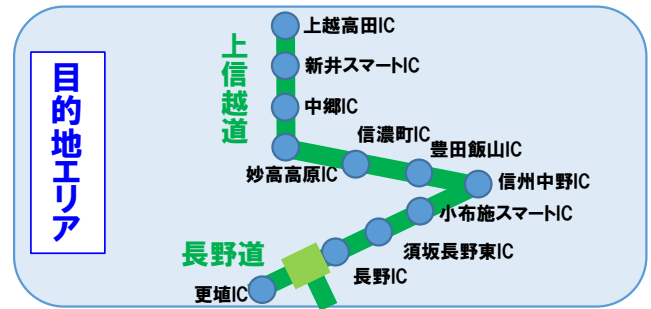 目的地エリア
上信越道
上越高田IC
新井スマートIC
中郷IC
妙高高原IC
信濃町IC
豊田飯山IC
信州中野IC
小布施スマートIC
須坂長野東IC
長野IC
長野道
更埴IC